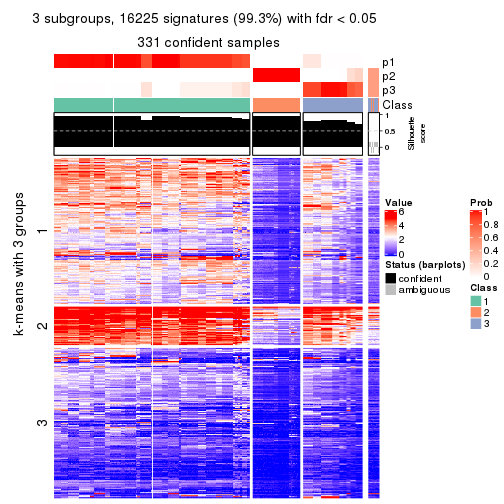 3 subgroups, 16225 signatures (99.3%) with fdr < 0.05
331 confident samples
p1
p2
p3
Class
1
0.5
0
Silhouette
score
k-means with 3 groups
1
2
3
Value
6
4
2
0
Status (barplots)
confident
ambiguous
Prob
1
0.8
0.6
0.4
0.2
0
Class
1
2
3